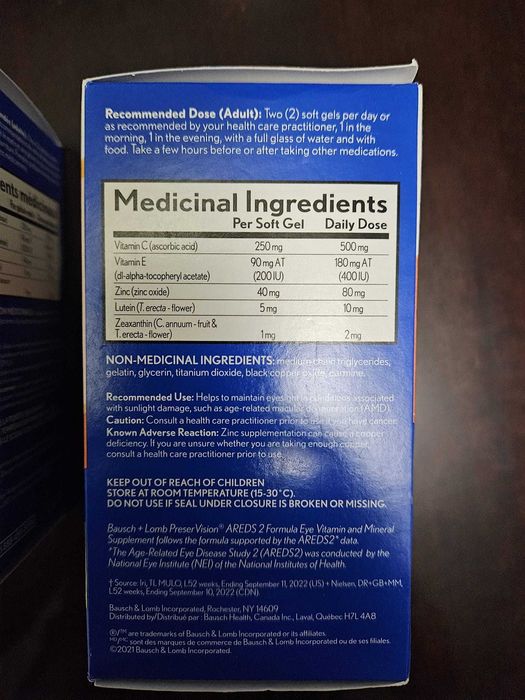 Recommended Dose (Adult): Two (2) soft gels per day or
as recommended by your health care practitioner, 1 in the
morning, 1 in the evening, with a full glass of water and with
food. Take a few hours before or after taking other medications.
Medicinal Ingredients
Per Soft Gel Daily Dose
Vitamin C (ascorbic acid) 250 mg 500 mg
Vitamin E 90 mg AT 180 mg AT
(dl-alpha-tocopheryl acetate) (200 IU) (400 IU)
Zinc (zinc oxide) 40 mg 80 mg
Lutein (T. erecta - flower) 5 mg 10 mg
Zeaxanthin (C. annuum - fruit &
T. erecta - flower) 1 mg 2 mg
NON-MEDICINAL INGREDIENTS: medium chain triglycerides,
gelatin, glycerin, titanium dioxide, black copper oxide, carmine.
Recommended Use: Helps to maintain eyesight in conditions associated
with sunlight damage, such as age-related macular degeneration (AMD).
Caution: Consult a health care practitioner prior to use if you have cancer.
Known Adverse Reaction: Zinc supplementation can cause a copper
deficiency. If you are unsure whether you are taking enough copper,
consult a health care practitioner prior to use.
KEEP OUT OF REACH OF CHILDREN
STORE AT ROOM TEMPERATURE (15-30°C).
DO NOT USE IF SEAL UNDER CLOSURE IS BROKEN OR MISSING.
Bausch + Lomb PreserVision® AREDS 2 Formula Eye Vitamin and Mineral
Supplement follows the formula supported by the AREDS2* data.
*The Age-Related Eye Disease Study 2 (AREDS2) was conducted by the
National Eye Institute (NEI) of the National Institutes of Health.
† Source: Iri, TL MULO, L52 weeks, Ending September 11, 2022 (US) + Nielsen, DR+GB+MM,
L52 weeks, Ending September 10, 2022 (CDN).
Bausch & Lomb Incorporated, Rochester, NY 14609
Distributed by/Distribué par : Bausch Health, Canada Inc., Laval, Québec H7L 4A8
®/™ are trademarks of Bausch & Lomb Incorporated or its affiliates.
MD/MC sont des marques de commerce de Bausch & Lomb Incorporated ou de ses filiales.
©2021 Bausch & Lomb Incorporated.